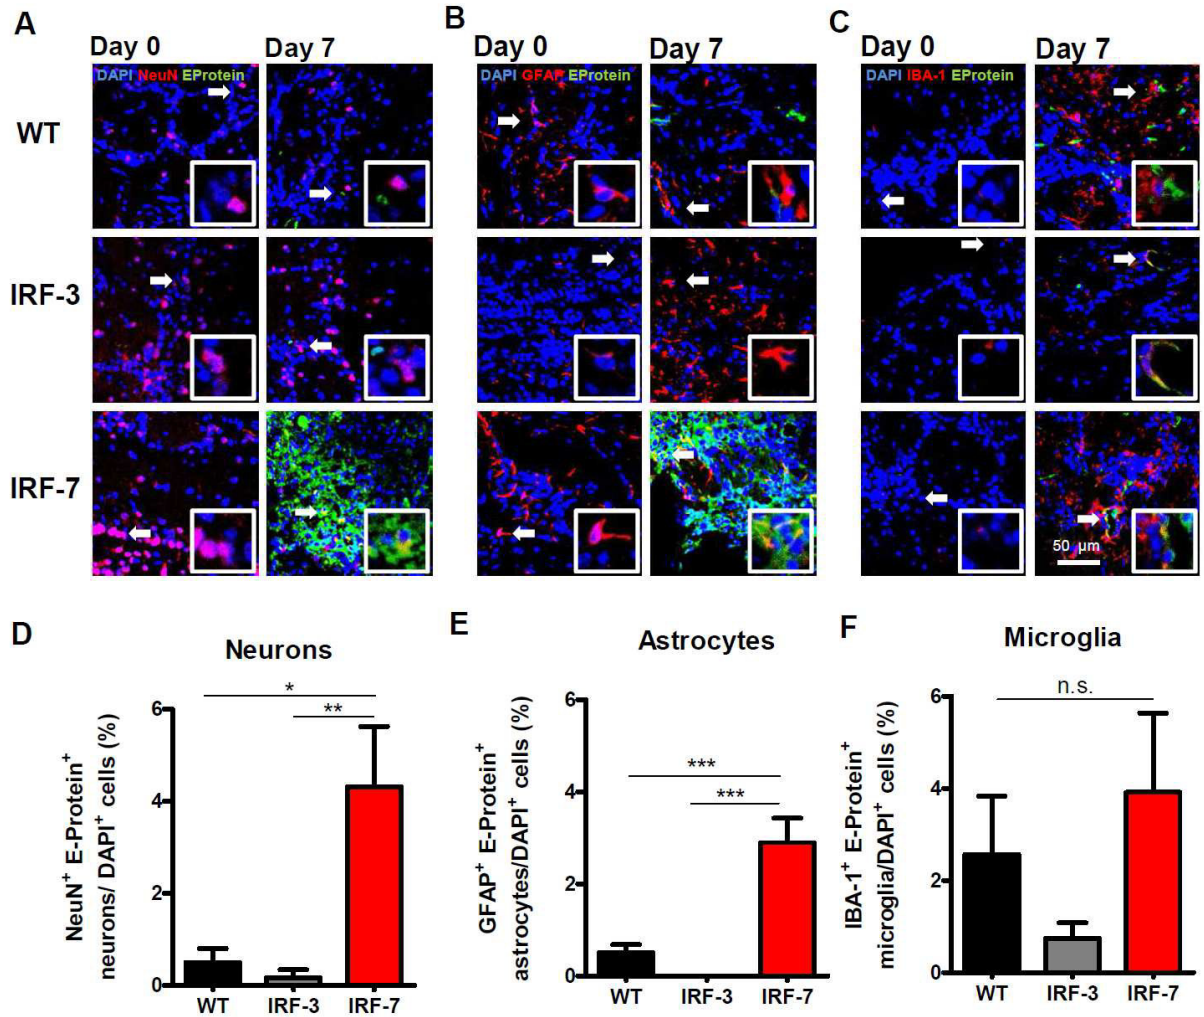 A
B
C
Day 0
Day 7
Day 0
Day 7
Day 0
Day 7
DAPI NeuN EProtein
DAPI GFAP EProtein
DAPI IBA-1 EProtein
WT
IRF-3
IRF-7
50 µm
D
E
F
Neurons
Astrocytes
Microglia
NeuN⁺ E-Protein⁺
neurons/ DAPI⁺ cells (%)
6
4
2
0
*
**
WT
IRF-3
IRF-7
GFAP⁺ E-Protein⁺
astrocytes/DAPI⁺ cells (%)
6
4
2
0
***
***
WT
IRF-3
IRF-7
IBA-1⁺ E-Protein⁺
microglia/DAPI⁺ cells (%)
6
4
2
0
n.s.
WT
IRF-3
IRF-7